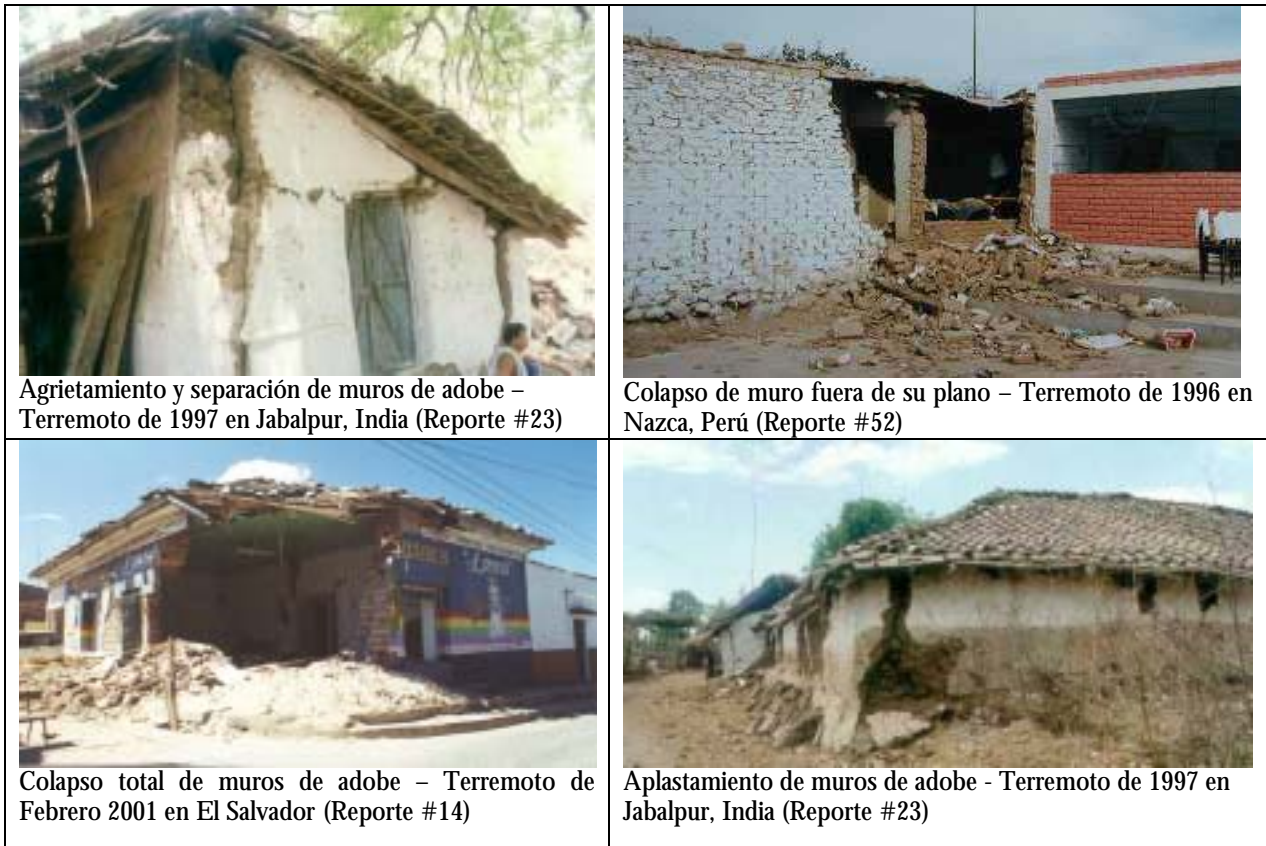 Agrietamiento y separación de muros de adobe –
Terremoto de 1997 en Jabalpur, India (Reporte #23)
Colapso de muro fuera de su plano – Terremoto de 1996 en
Nazca, Perú (Reporte #52)
Colapso total de muros de adobe – Terremoto de
Febrero 2001 en El Salvador (Reporte #14)
Aplastamiento de muros de adobe - Terremoto de 1997 en
Jabalpur, India (Reporte #23)